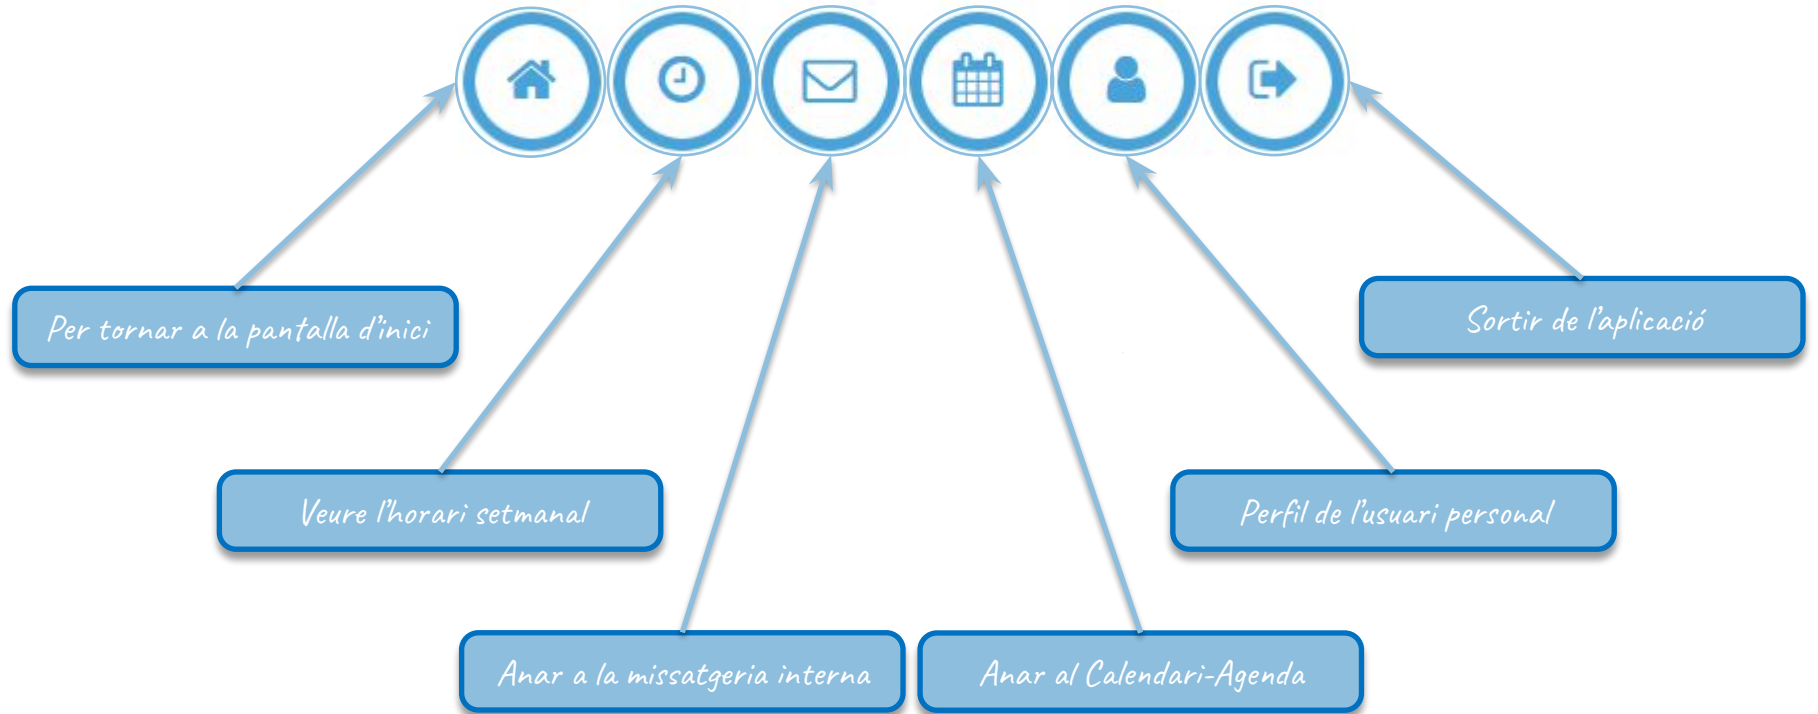 Per tornar a la pantalla d'inici
Sortir de l'aplicació
Veure l'horari setmanal
Perfil de l'usuari personal
Anar a la missatgeria interna
Anar al Calendari-Agenda